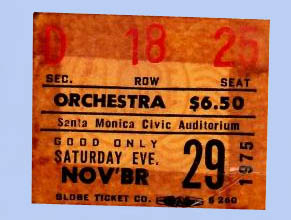 D 18 25
SEC. ROW SEAT
ORCHESTRA $6.50
Santa Monica Civic Auditorium
GOOD ONLY
SATURDAY EVE.
NOV'BR 29 1975
GLOBE TICKET CO. 6260